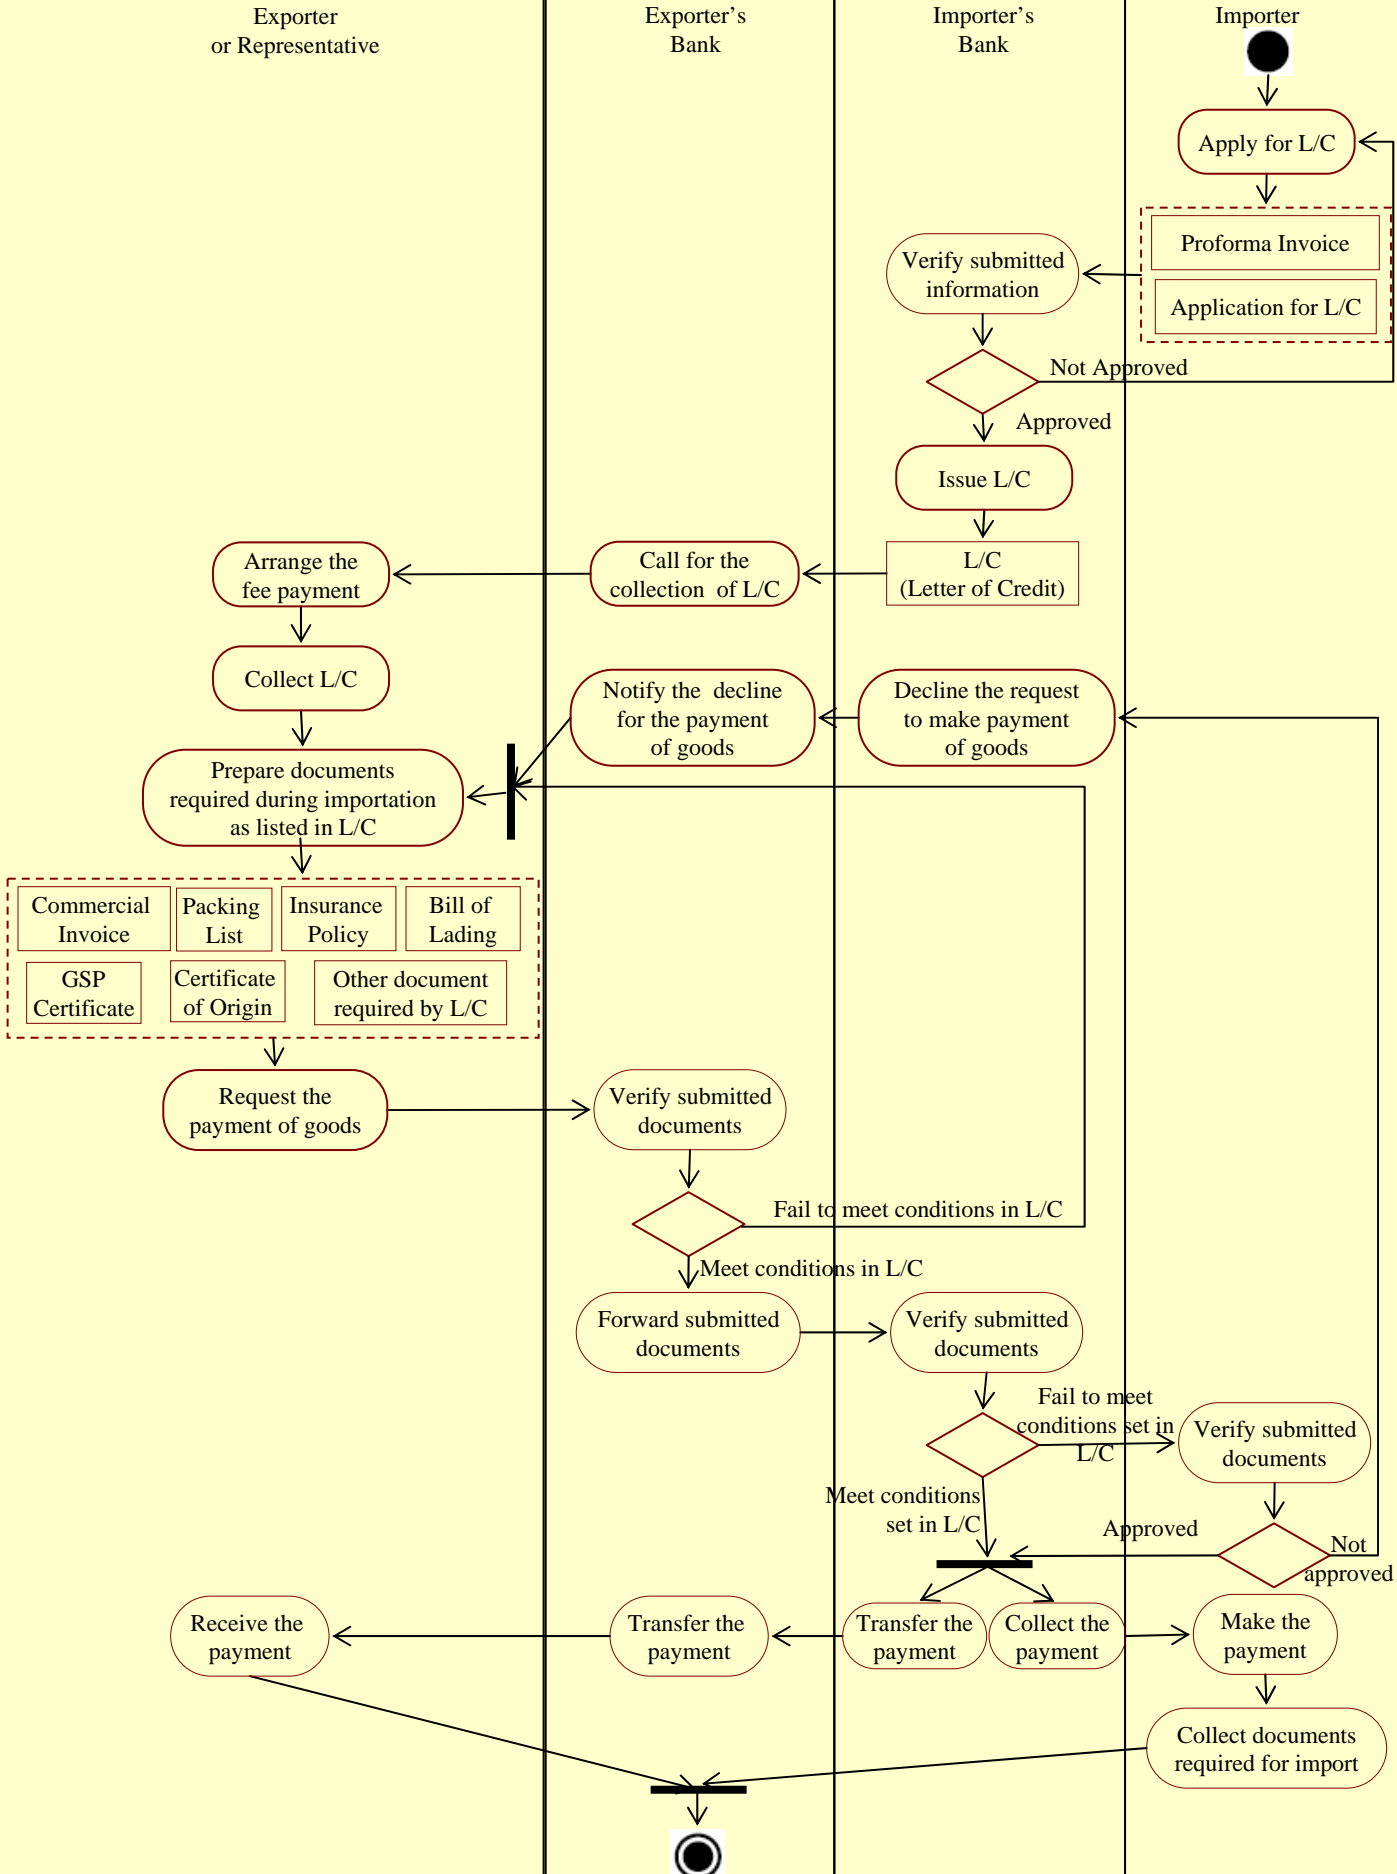 Exporter
or Representative
Exporter's
Bank
Importer's
Bank
Importer
Apply for L/C
Proforma Invoice
Application for L/C
Verify submitted
information
Not Approved
Approved
Issue L/C
L/C
(Letter of Credit)
Call for the
collection of L/C
Arrange the
fee payment
Collect L/C
Notify the decline
for the payment
of goods
Decline the request
to make payment
of goods
Prepare documents
required during importation
as listed in L/C
Commercial
Invoice
Packing
List
Insurance
Policy
Bill of
Lading
GSP
Certificate
Certificate
of Origin
Other document
required by L/C
Request the
payment of goods
Verify submitted
documents
Fail to meet conditions in L/C
Meet conditions in L/C
Forward submitted
documents
Verify submitted
documents
Fail to meet
conditions set in
L/C
Verify submitted
documents
Meet conditions
set in L/C
Approved
Not
approved
Receive the
payment
Transfer the
payment
Transfer the
payment
Collect the
payment
Make the
payment
Collect documents
required for import